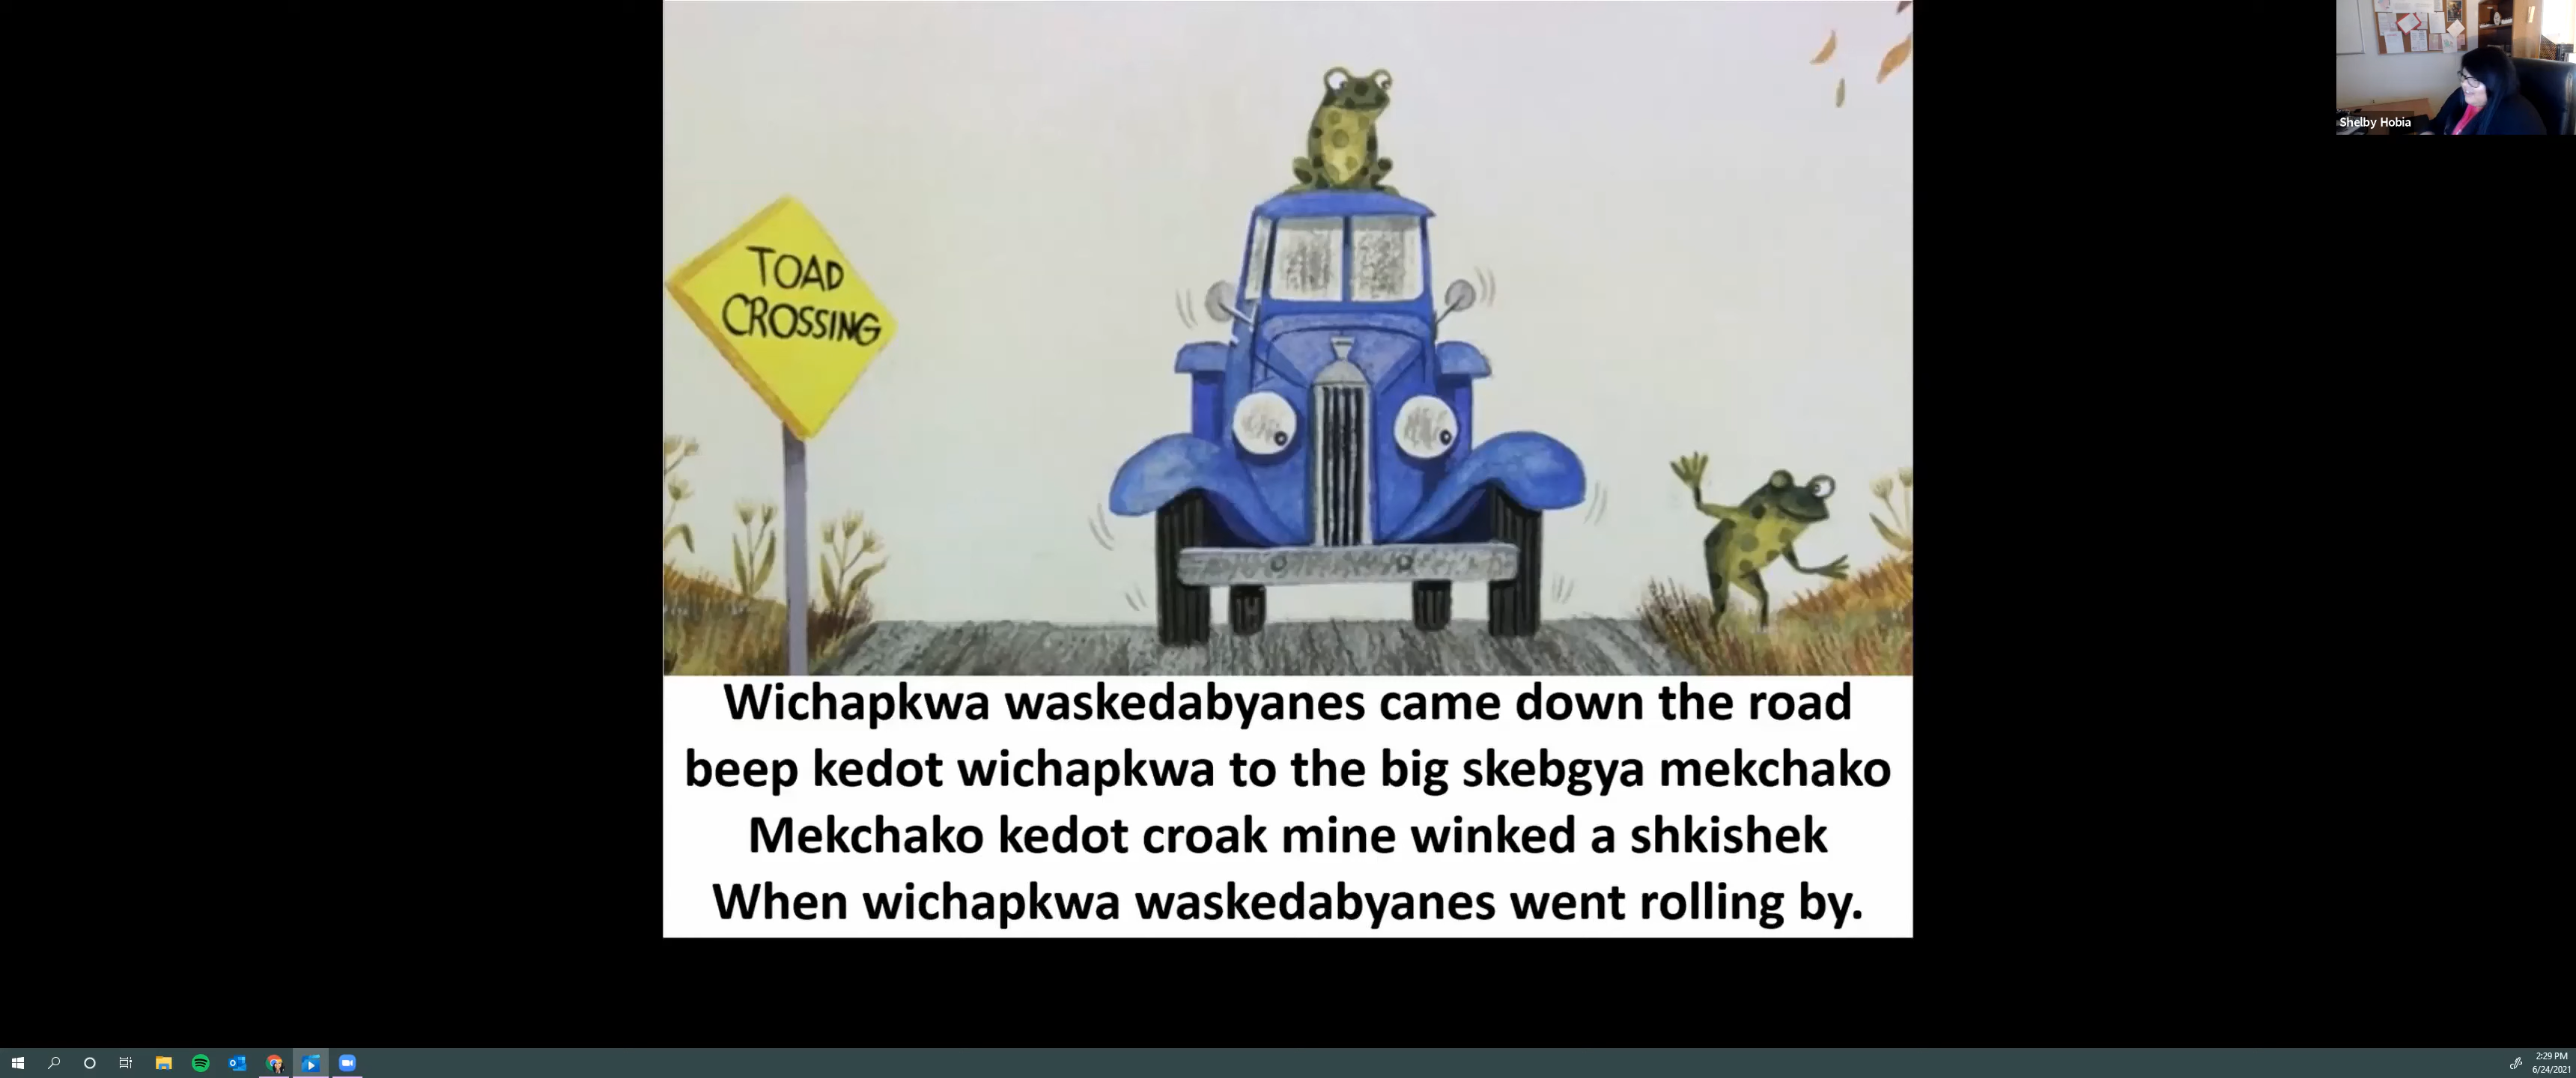 Shelby Hobia
TOAD
CROSSING
Wichapkwa waskedabyanes came down the road
beep kedot wichapkwa to the big skebgya mekchako
Mekchako kedot croak mine winked a shkishek
When wichapkwa waskedabyanes went rolling by.
2:29 PM
6/24/2021